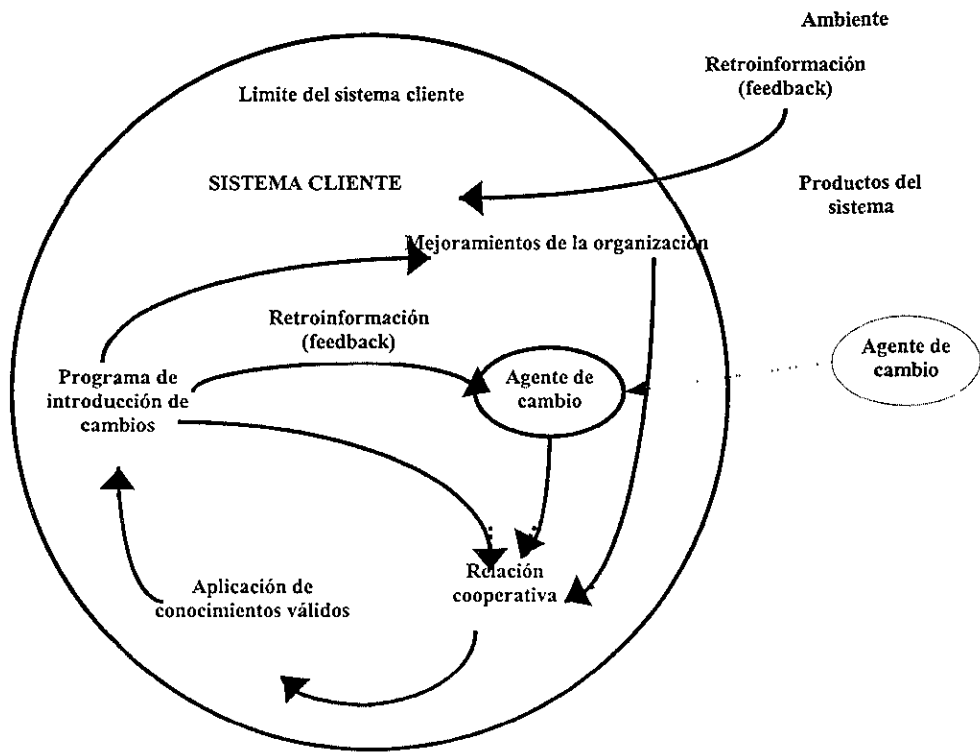 Ambiente
Retroinformación
(feedback)
Limite del sistema cliente
SISTEMA CLIENTE
Productos del
sistema
Mejoramientos de la organización
Retroinformación
(feedback)
Agente de
cambio
Agente de
cambio
Programa de
introducción de
cambios
Relación
cooperativa
Aplicación de
conocimientos válidos